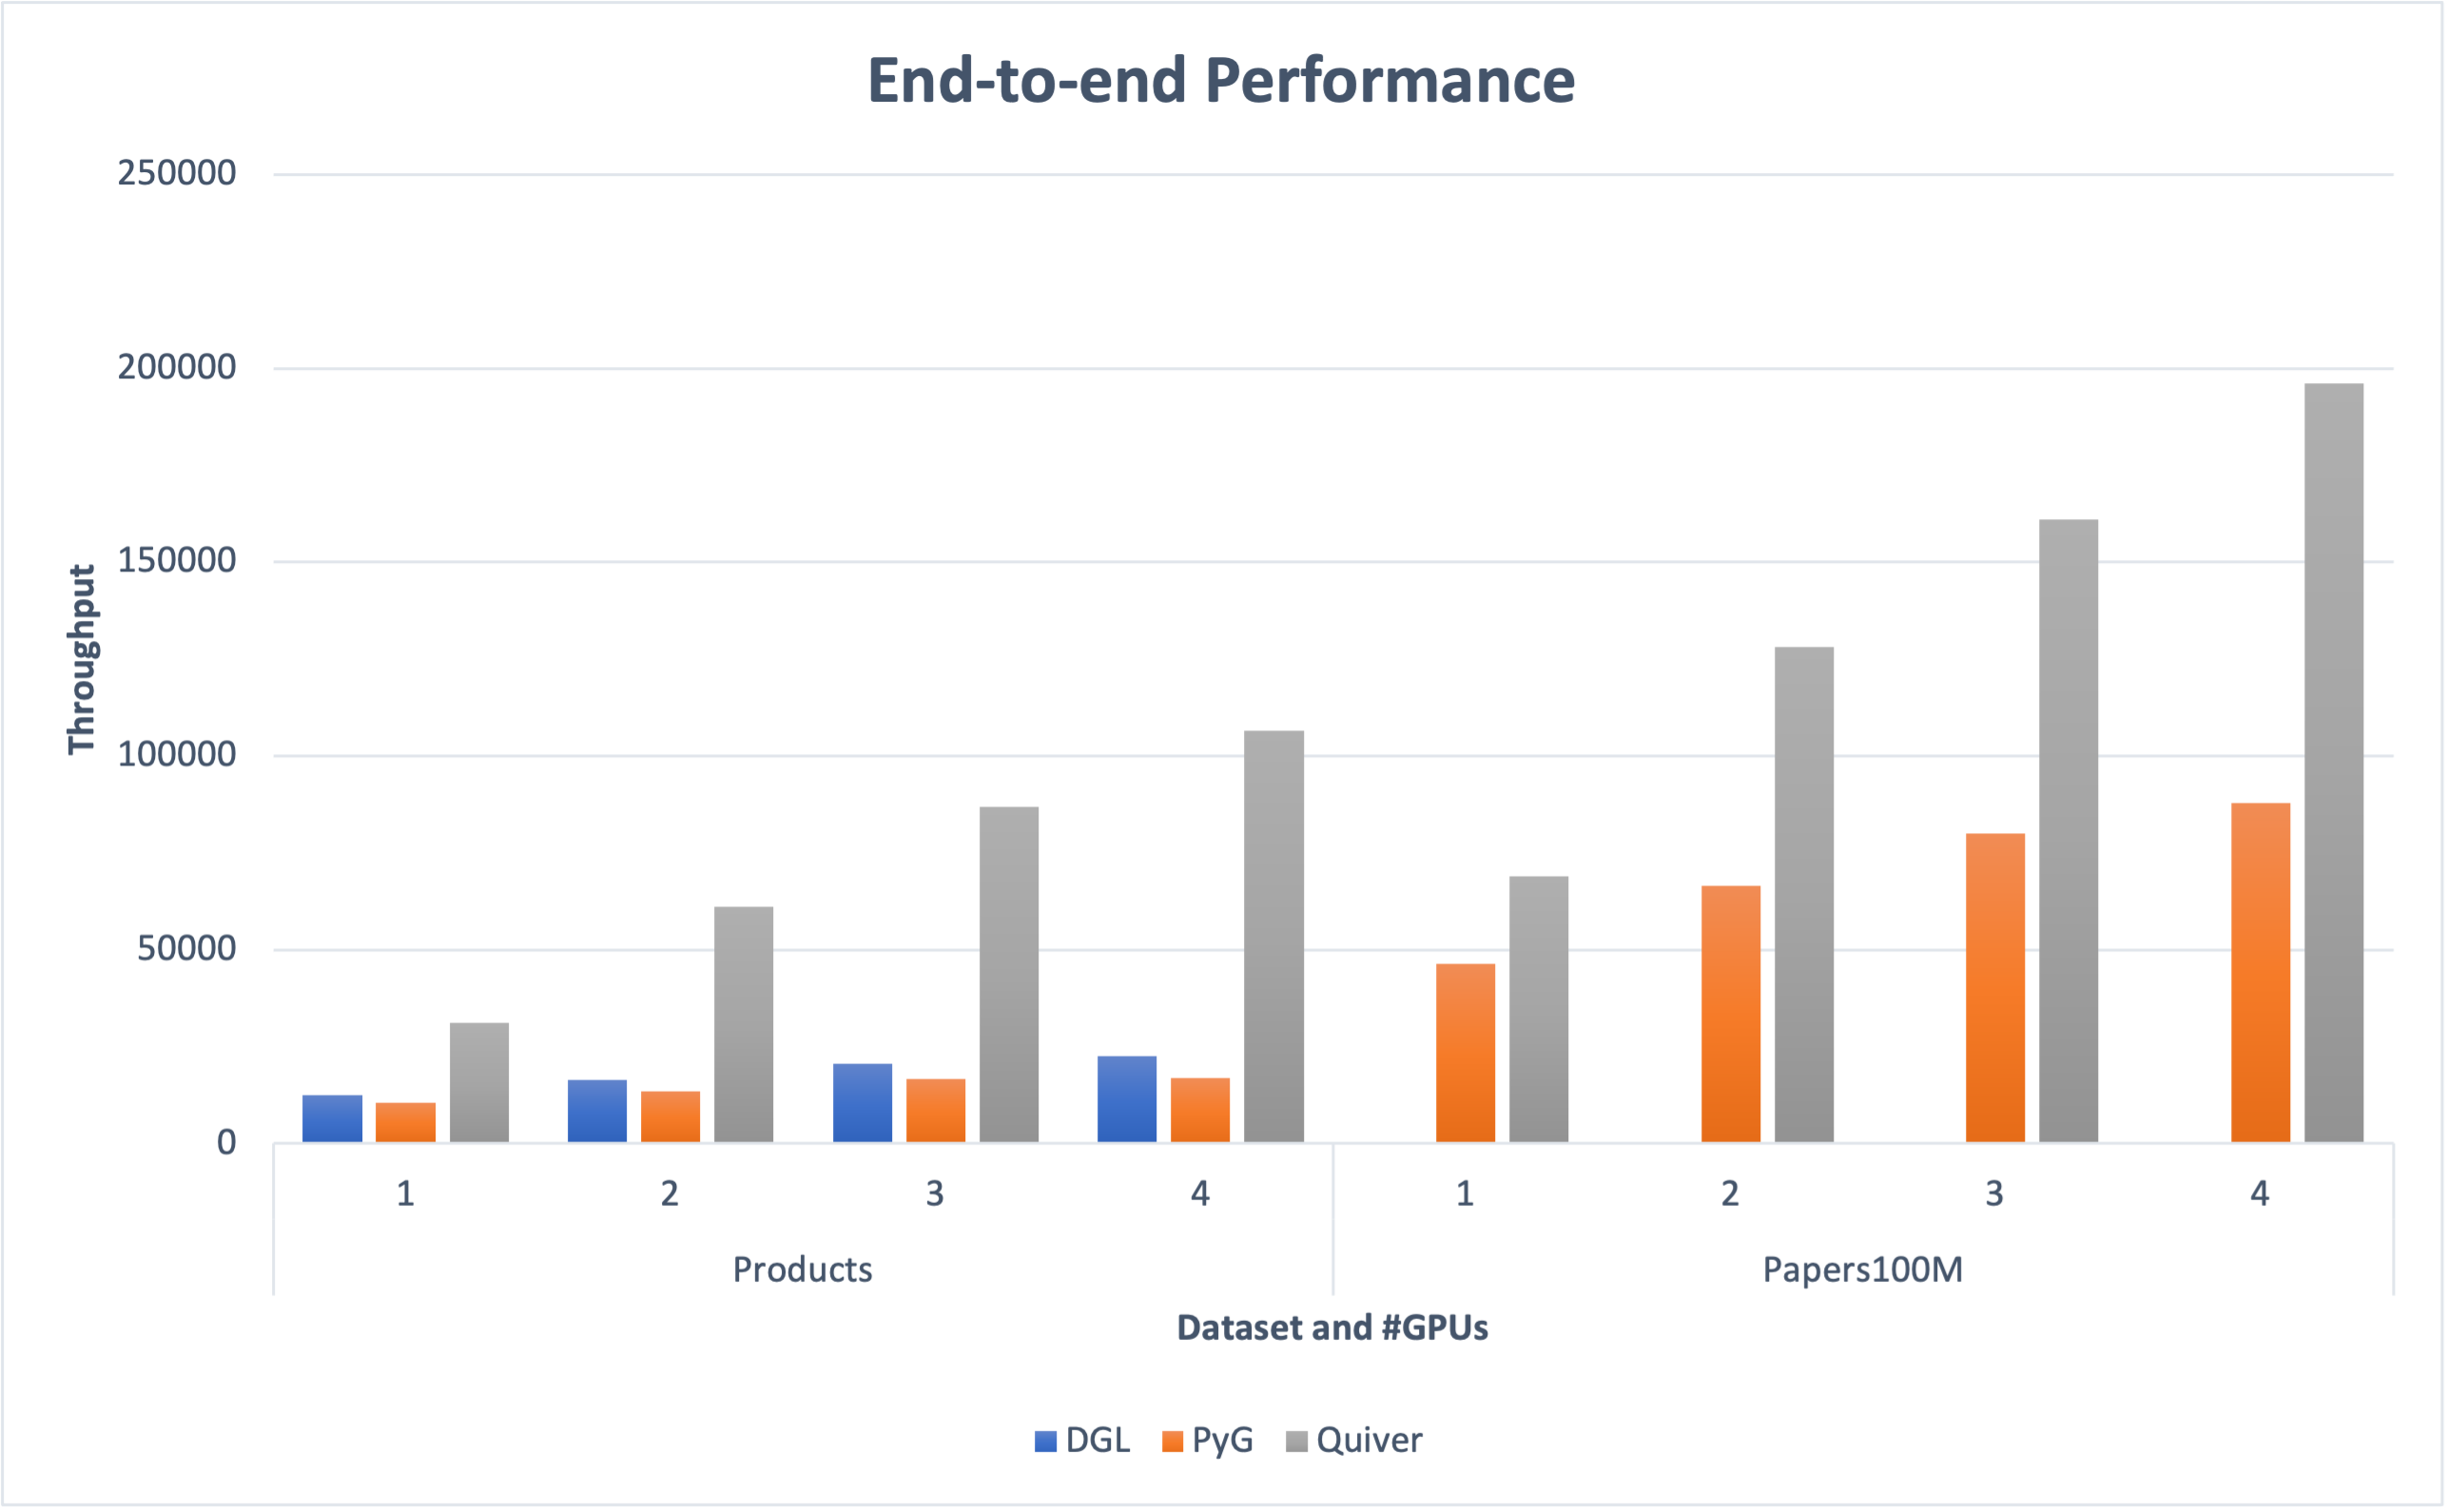 End-to-end Performance
250000
200000
150000
100000
50000
0
Throughput
1 2 3 4 1 2 3 4
Products Papers100M
Dataset and #GPUs
DGL PyG Quiver